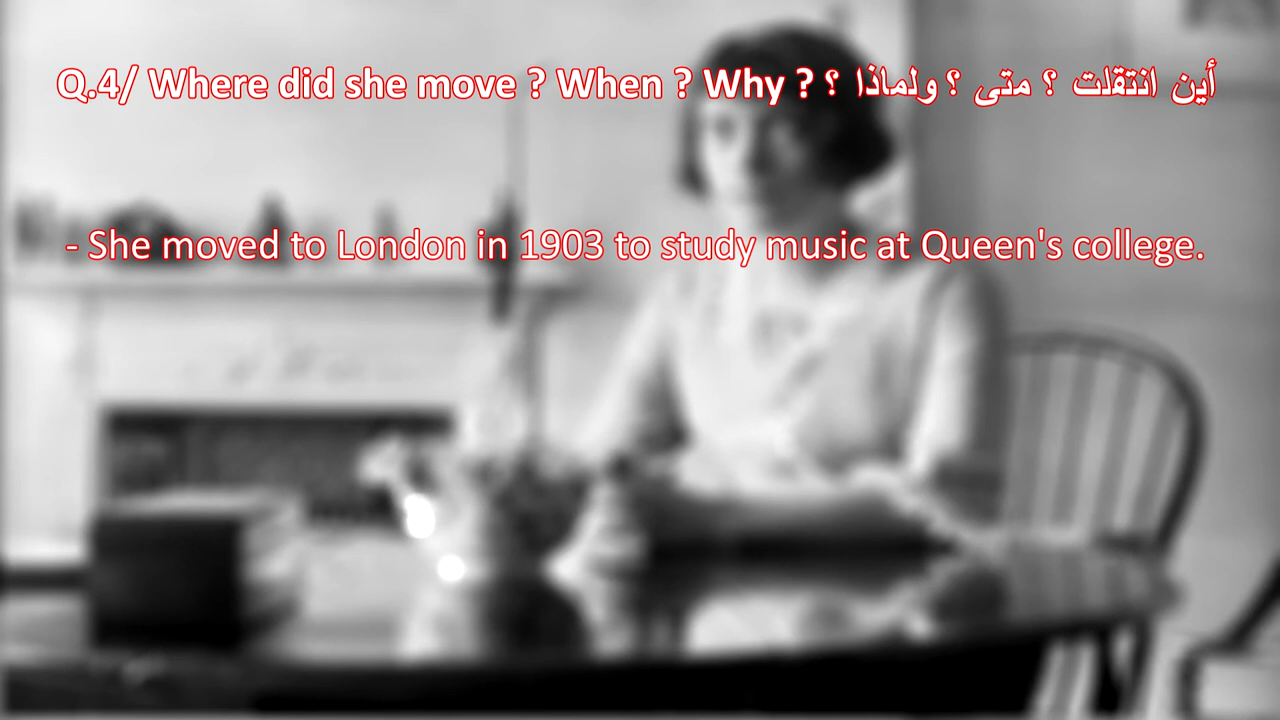 Q.4/ Where did she move ? When ? Why ? أين انتقلت ؟ متى ؟ ولماذا ؟
- She moved to London in 1903 to study music at Queen's college.